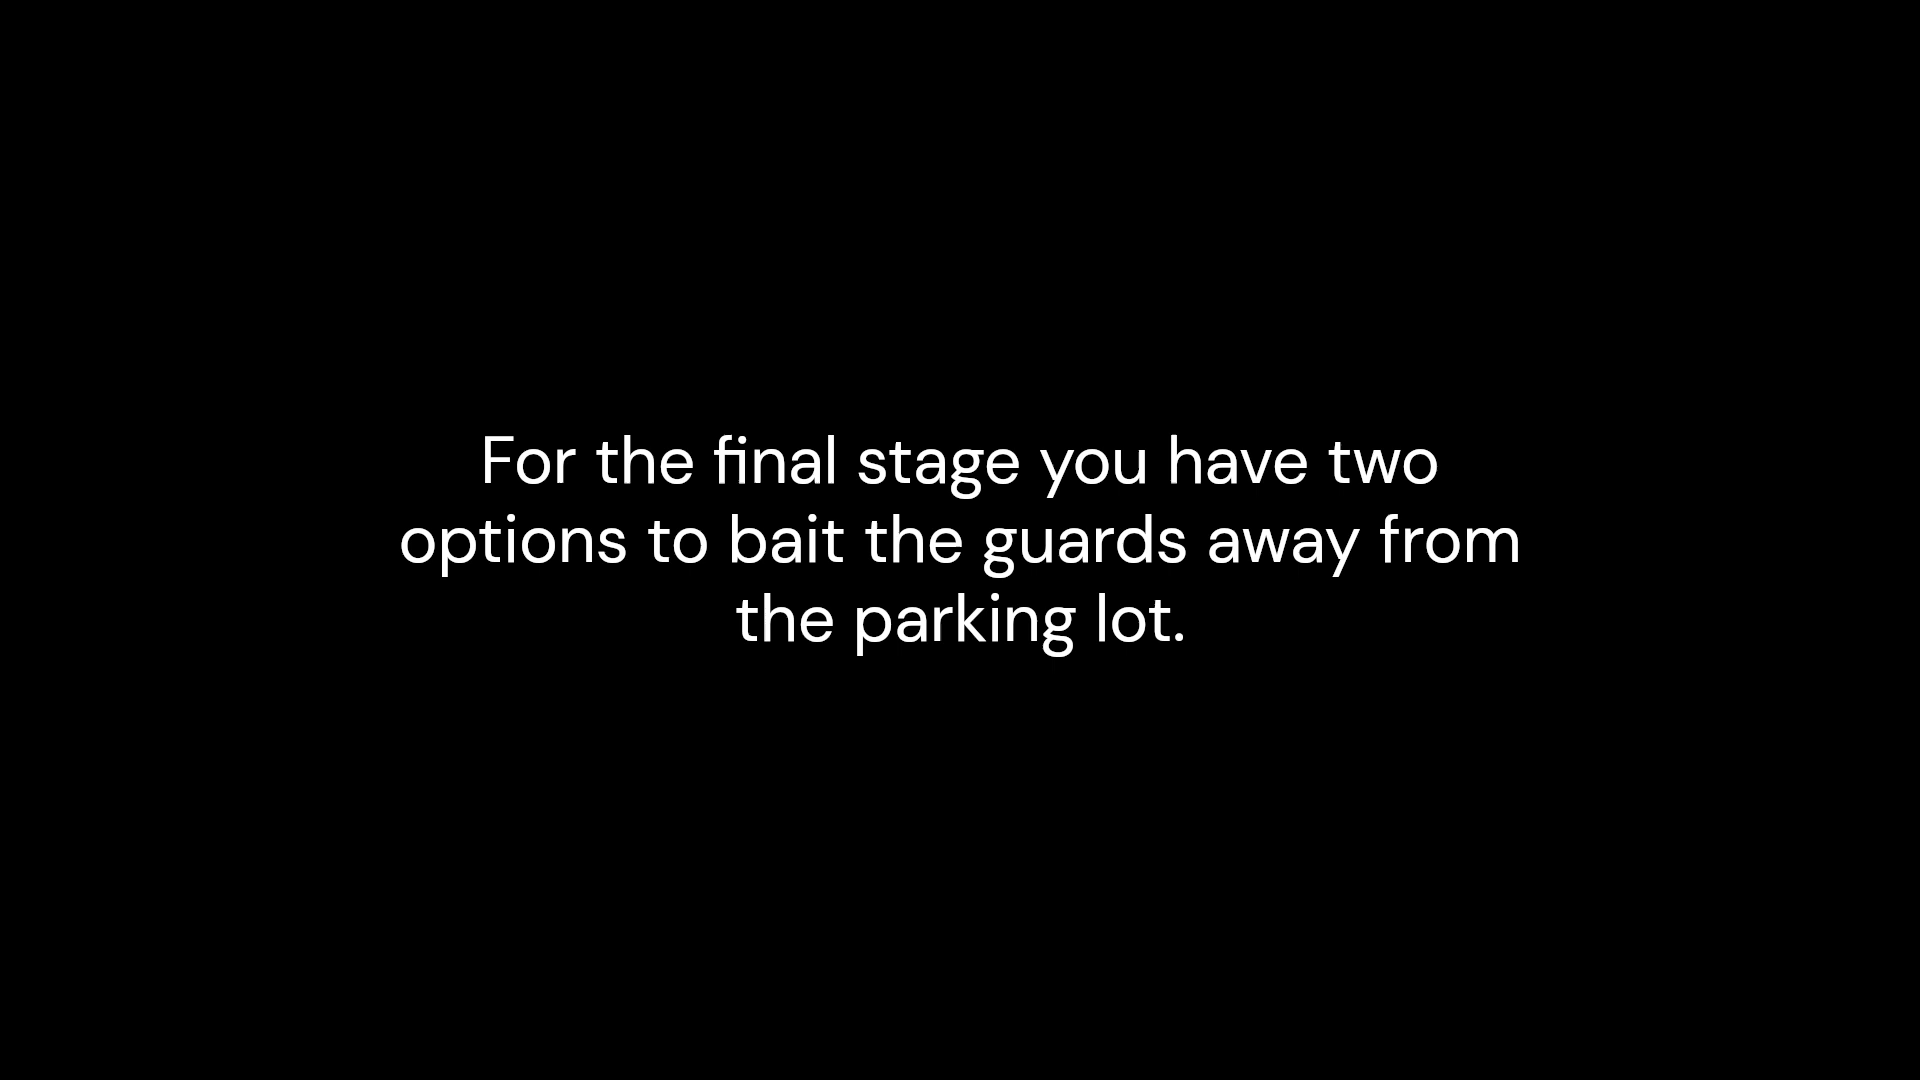 For the final stage you have two
options to bait the guards away from
the parking lot.